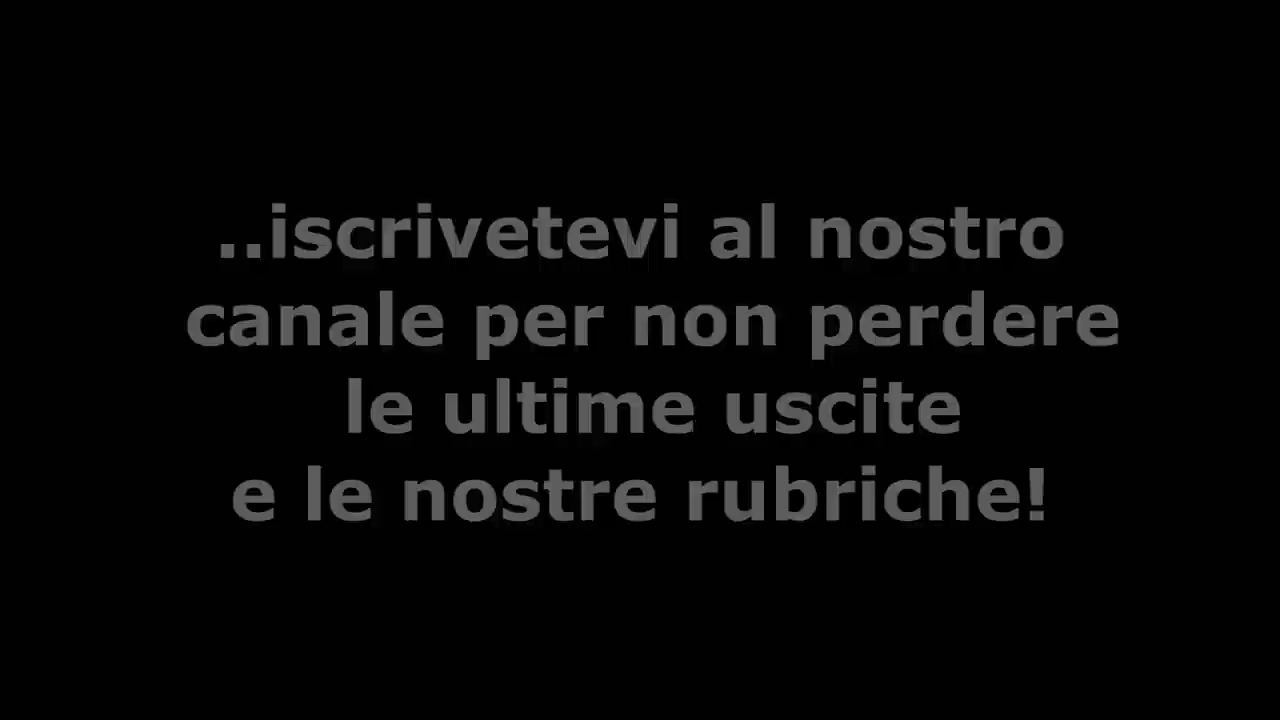 ..iscrivetevi al nostro
canale per non perdere
le ultime uscite
e le nostre rubriche!